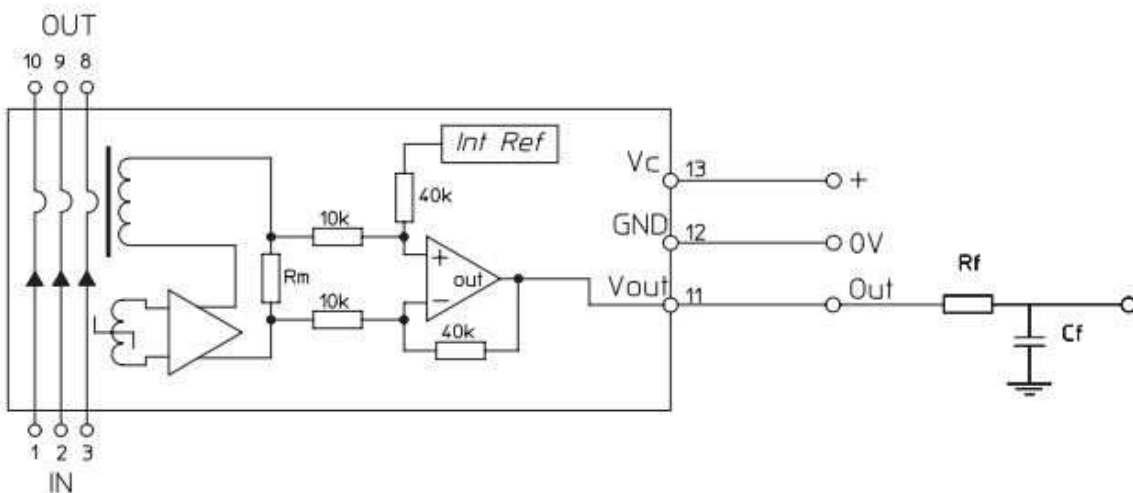 OUT
10 9 8
Int Ref
Vc 13 +
40k
10k
GND 12 0V
Rm
+
out
Vout 11 Out Rf
−
10k
40k
Cf
1 2 3
IN